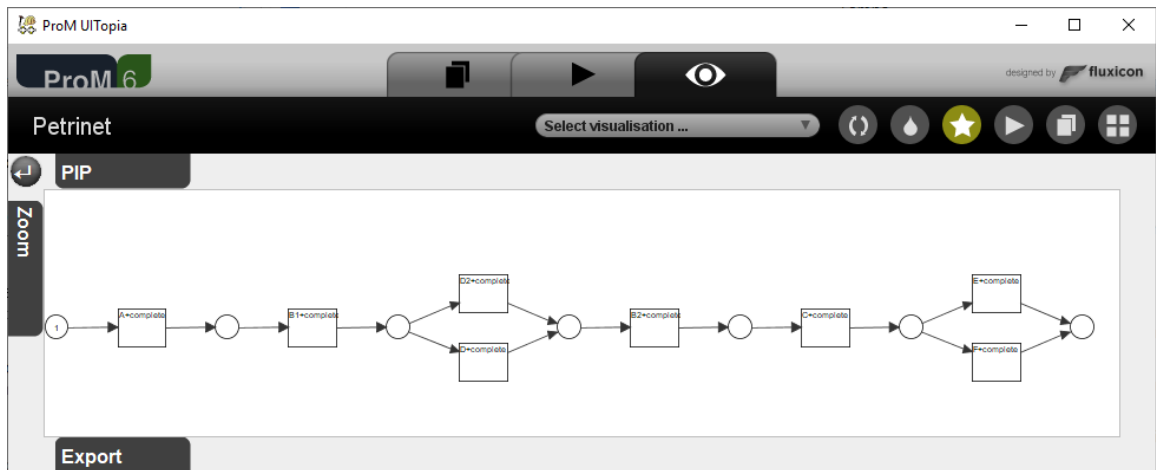 ProM UITopia
ProM 6
designed by fluxicon
Petrinet
Select visualisation ...
PIP
Zoom
D2+complete
E+complete
1
A+complete
B1+complete
B2+complete
C+complete
D+complete
F+complete
Export